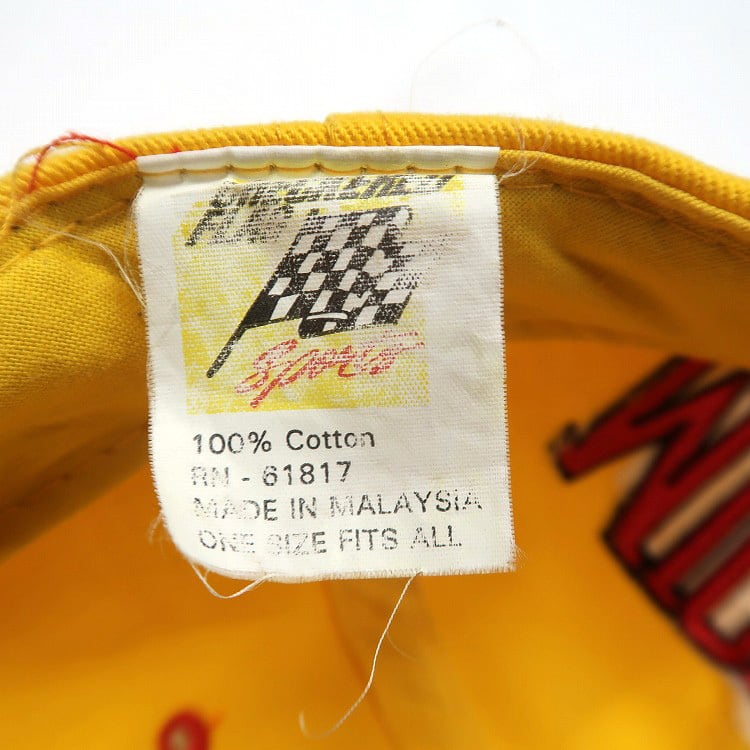 Sports
100% Cotton
RN - 61817
MADE IN MALAYSIA
ONE SIZE FITS ALL